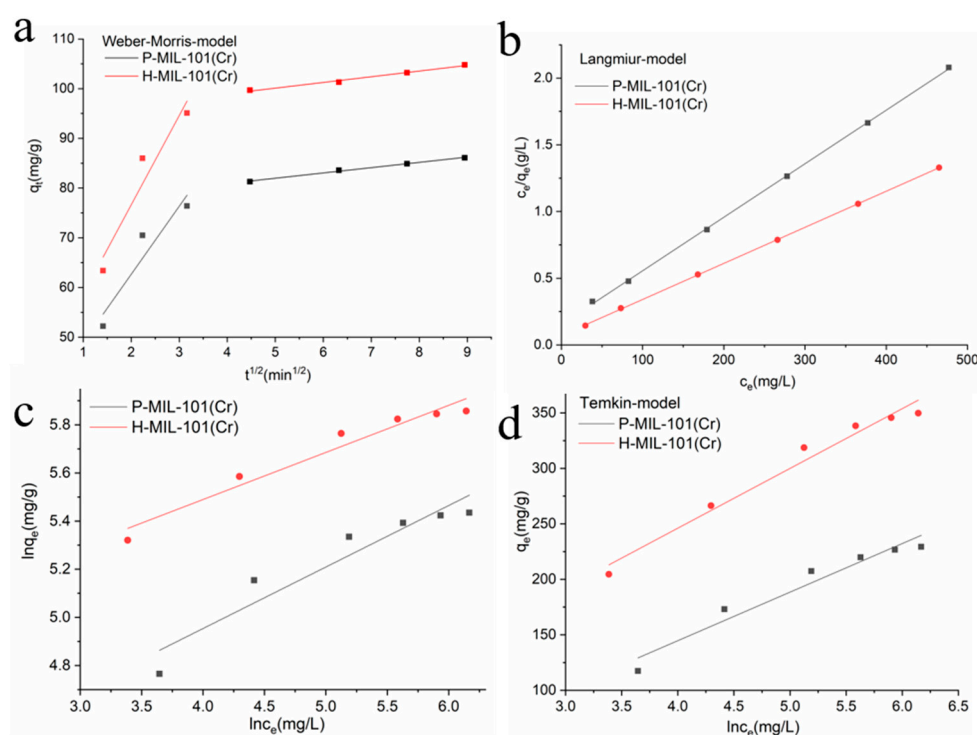 a
Weber-Morris-model
P-MIL-101(Cr)
H-MIL-101(Cr)
110
100
90
80
70
60
50
qt(mg/g)
1 2 3 4 5 6 7 8 9
t1/2(min1/2)
b
Langmiur-model
P-MIL-101(Cr)
H-MIL-101(Cr)
2.0
1.5
1.0
0.5
0.0
ce/qe(g/L)
0 100 200 300 400 500
ce(mg/L)
c
P-MIL-101(Cr)
H-MIL-101(Cr)
5.8
5.6
5.4
5.2
5.0
4.8
lnqe(mg/g)
3.0 3.5 4.0 4.5 5.0 5.5 6.0
lnce(mg/L)
d
Temkin-model
P-MIL-101(Cr)
H-MIL-101(Cr)
350
300
250
200
150
100
qe(mg/g)
3.0 3.5 4.0 4.5 5.0 5.5 6.0 6.5
lnce(mg/L)